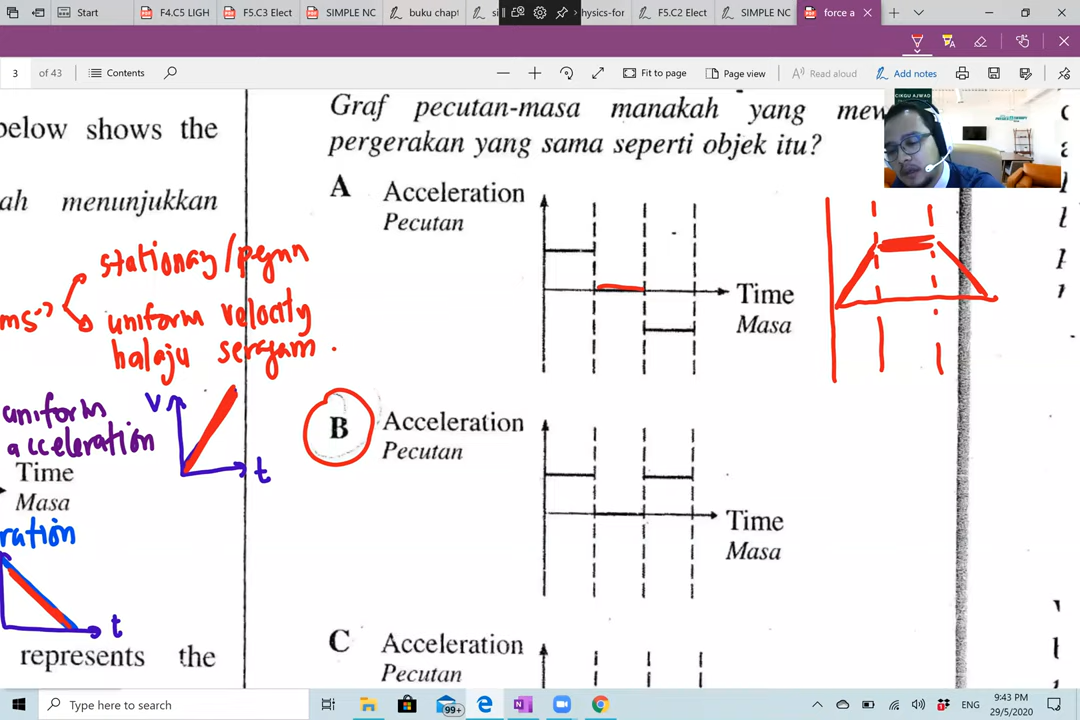 Start
F4.C5 LIGH
F5.C3 Elect
SIMPLE NC
buku chapt
si
hysics-for
F5.C2 Elect
SIMPLE NC
force a
3 of 43
Contents
Fit to page
Page view
Read aloud
Add notes
CIKGU AJWAD
below shows the
ah menunjukkan
stationary/pegun
ms⁻²
uniform velocity
halaju seragam.
uniform
acceleration
V
t
Time
Masa
ration
t
represents the
Graf pecutan-masa manakah yang mew
pergerakan yang sama seperti objek itu?
A Acceleration
Pecutan
Time
Masa
B Acceleration
Pecutan
Time
Masa
C Acceleration
Pecutan
Type here to search
99+
ENG
9:43 PM
29/5/2020